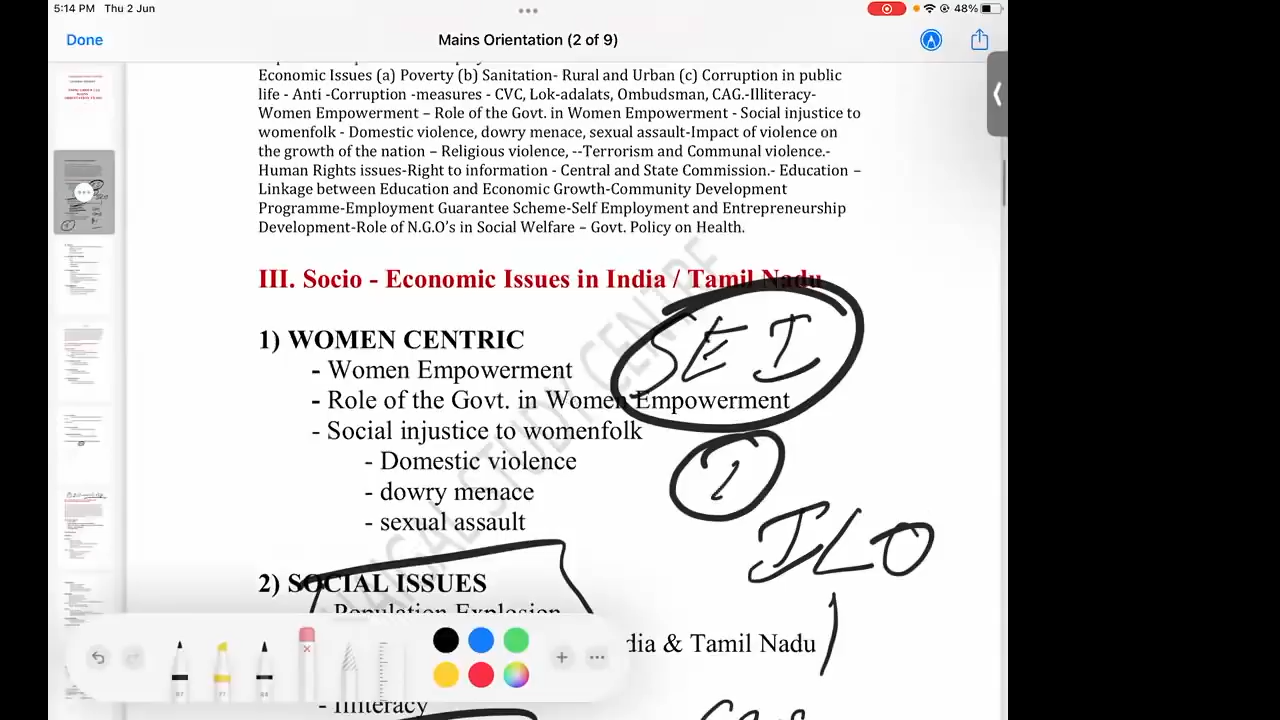 5:14 PM Thu 2 Jun
48%
Done
Mains Orientation (2 of 9)
Economic Issues (a) Poverty (b) Sanitation- Rural and Urban (c) Corruption in public
life - Anti -Corruption -measures - CVC, Lok-adalats, Ombudsman, CAG.-Illiteracy-
Women Empowerment – Role of the Govt. in Women Empowerment - Social injustice to
womenfolk - Domestic violence, dowry menace, sexual assault-Impact of violence on
the growth of the nation – Religious violence, --Terrorism and Communal violence.-
Human Rights issues-Right to information - Central and State Commission.- Education –
Linkage between Education and Economic Growth-Community Development
Programme-Employment Guarantee Scheme-Self Employment and Entrepreneurship
Development-Role of N.G.O's in Social Welfare – Govt. Policy on Health.
III. Socio - Economic Issues in India / Tamil Nadu
SEI
1) WOMEN CENTRIC
- Women Empowerment
- Role of the Govt. in Women Empowerment
- Social injustice to womenfolk
- Domestic violence
1
- dowry menace
- sexual assault
ILO
2) SOCIAL ISSUES
- Population Explosion
dia & Tamil Nadu
- Illiteracy
STUDY CENTRE